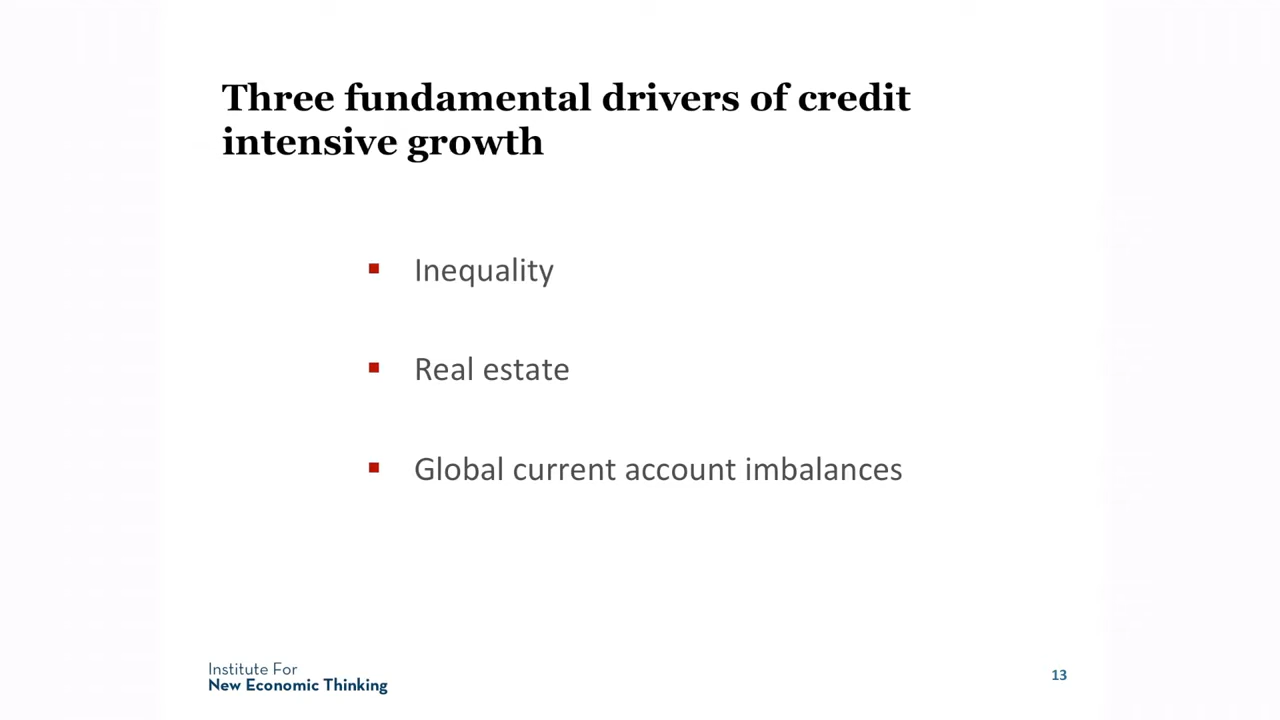 Three fundamental drivers of credit
intensive growth
Inequality
Real estate
Global current account imbalances
Institute For
New Economic Thinking
13